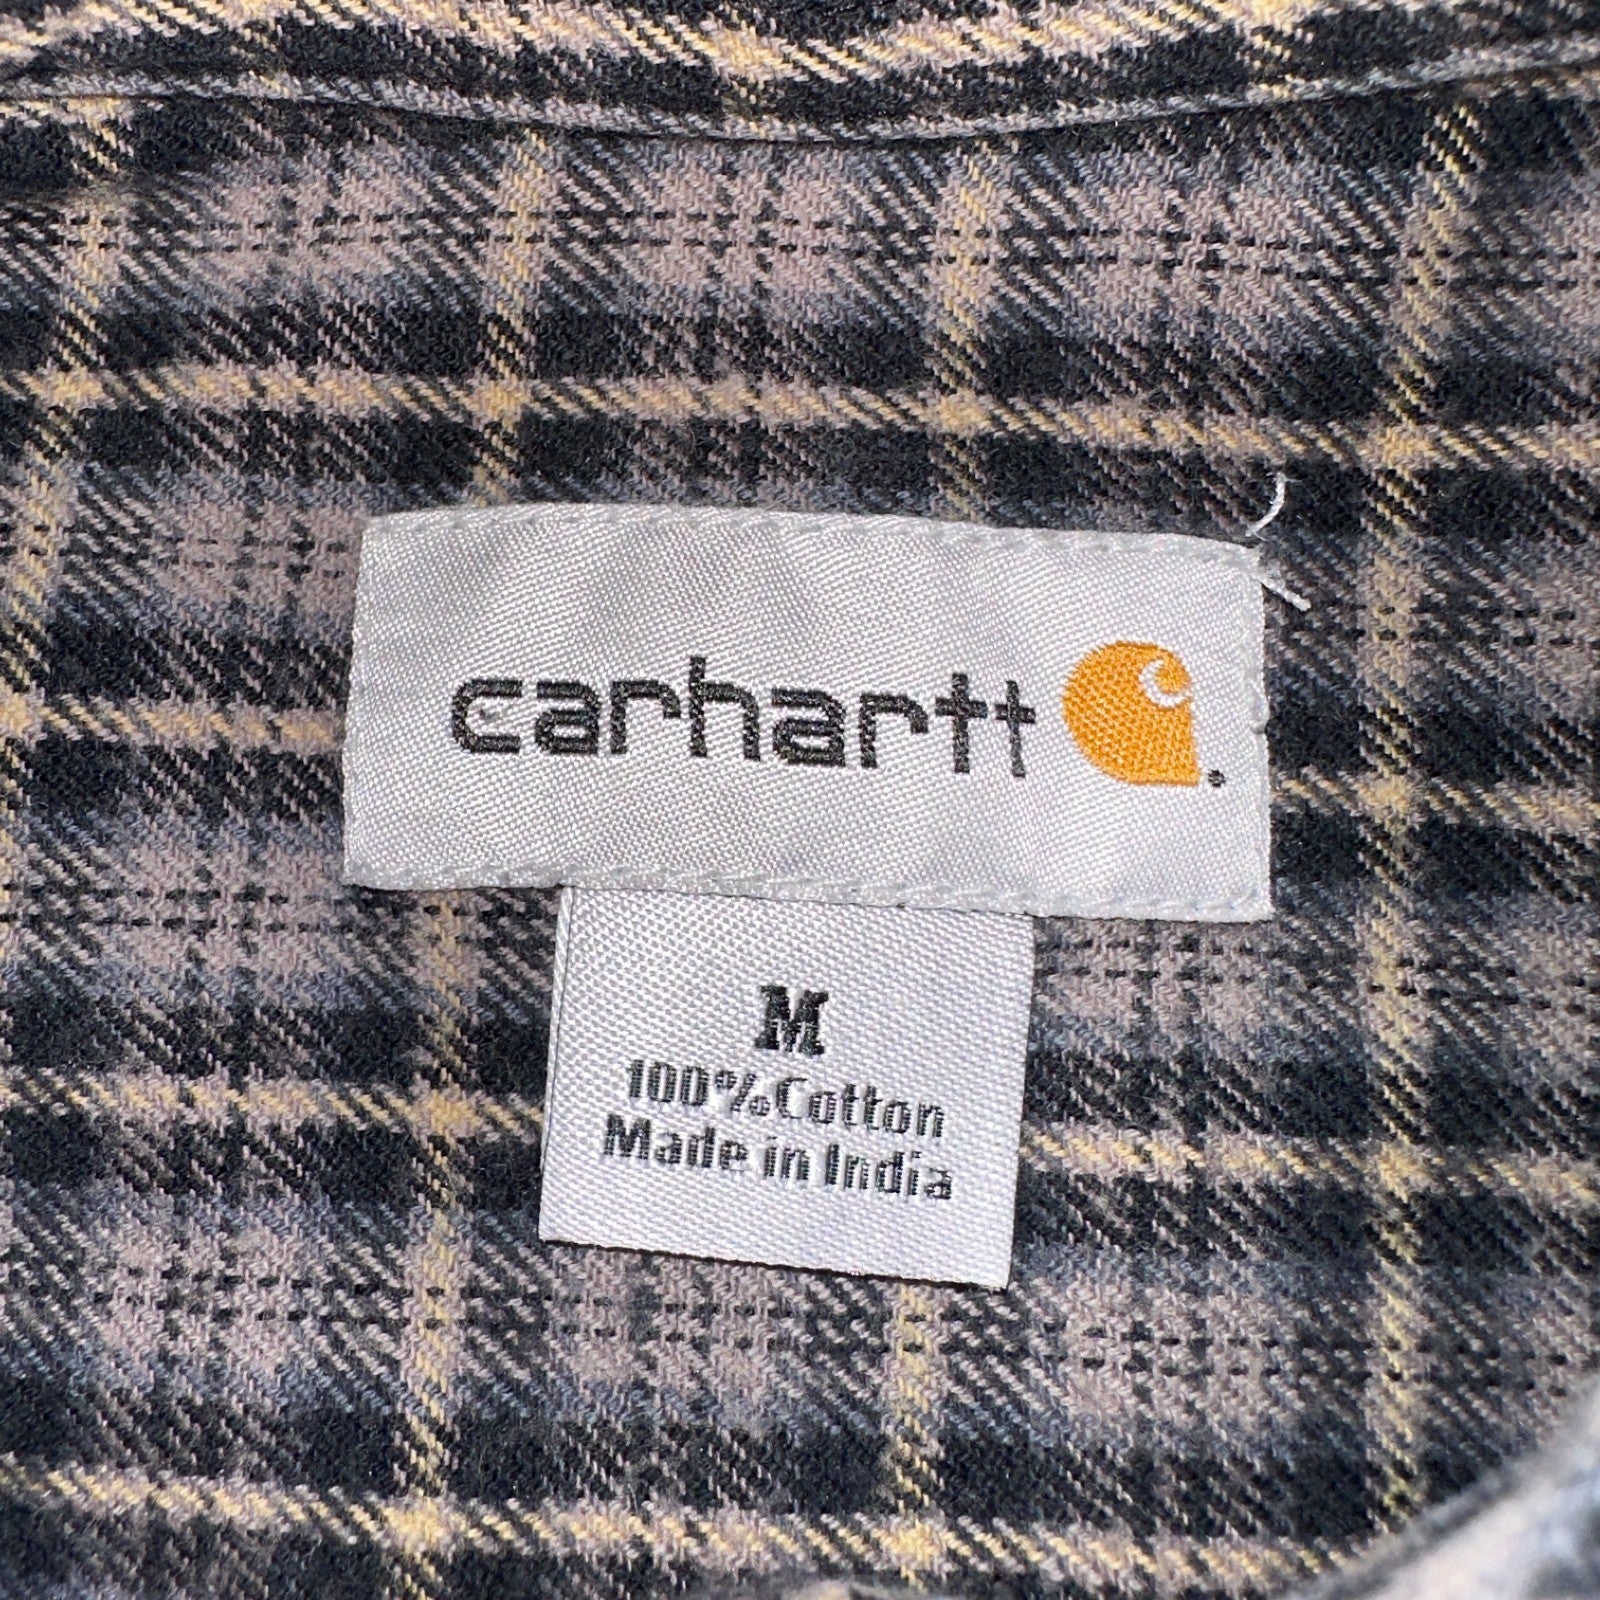 carhartt
M
100% Cotton
Made in India